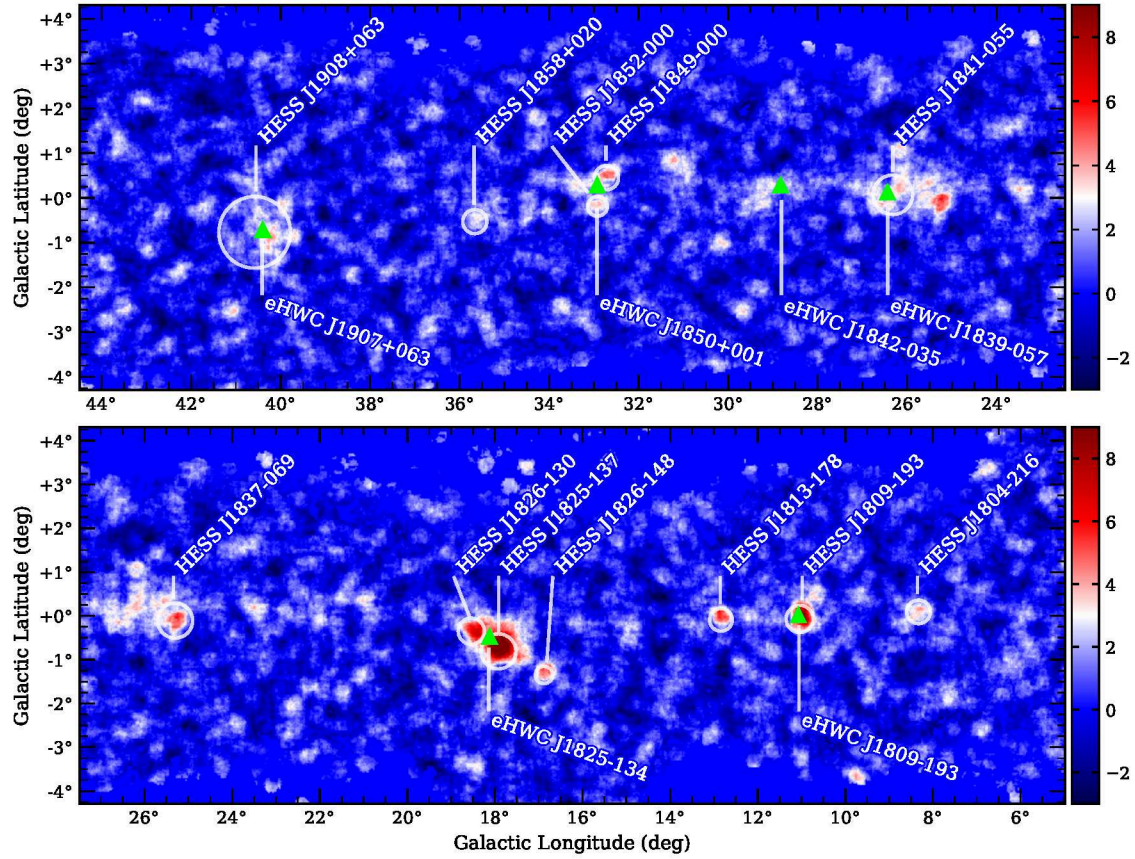 +4°
+3°
+2°
+1°
+0°
-1°
-2°
-3°
-4°
Galactic Latitude (deg)
HESS J1908+063
HESS J1858+020
HESS J1852-000
HESS J1849-000
HESS J1841-055
eHWC J1907+063
eHWC J1850+001
eHWC J1842-035
eHWC J1839-057
44° 42° 40° 38° 36° 34° 32° 30° 28° 26° 24°
8
6
4
2
0
−2
+4°
+3°
+2°
+1°
+0°
-1°
-2°
-3°
-4°
Galactic Latitude (deg)
HESS J1837-069
HESS J1826-130
HESS J1825-137
HESS J1826-148
HESS J1813-178
HESS J1809-193
HESS J1804-216
eHWC J1825-134
eHWC J1809-193
26° 24° 22° 20° 18° 16° 14° 12° 10° 8° 6°
Galactic Longitude (deg)
8
6
4
2
0
−2